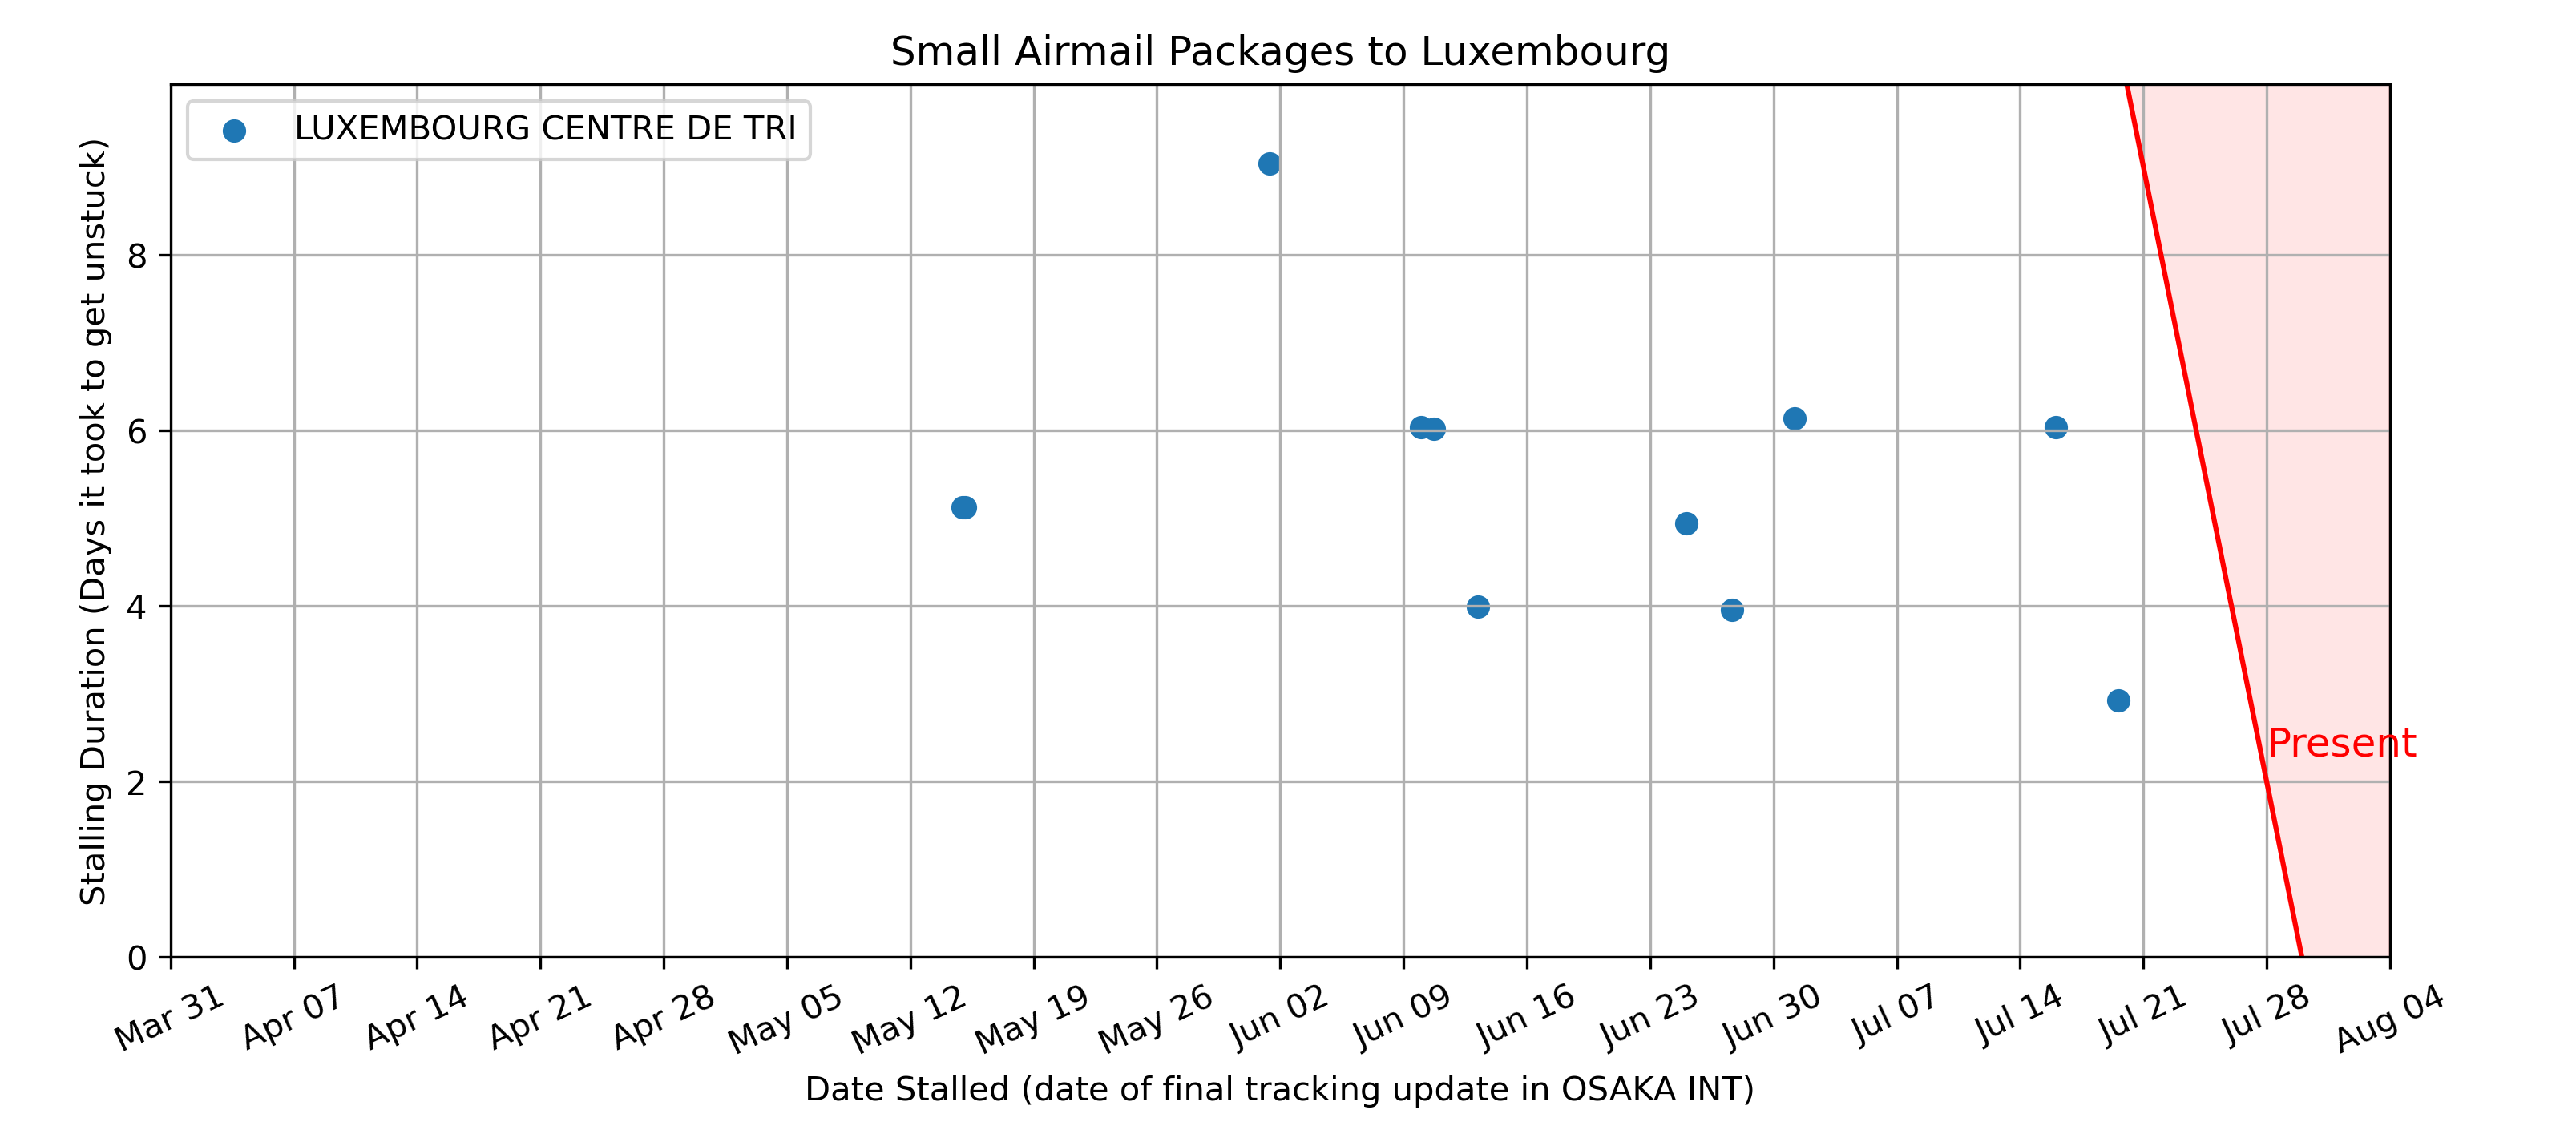 Small Airmail Packages to Luxembourg
LUXEMBOURG CENTRE DE TRI
Stalling Duration (Days it took to get unstuck)
8
6
4
2
0
Present
Mar 31
Apr 07
Apr 14
Apr 21
Apr 28
May 05
May 12
May 19
May 26
Jun 02
Jun 09
Jun 16
Jun 23
Jun 30
Jul 07
Jul 14
Jul 21
Jul 28
Aug 04
Date Stalled (date of final tracking update in OSAKA INT)